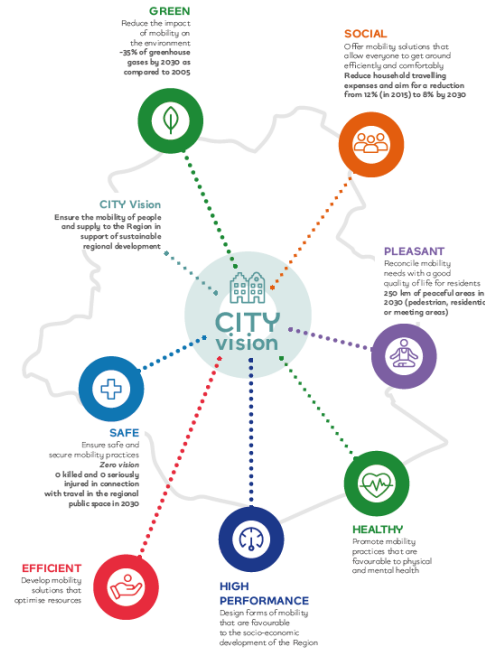 GREEN
Reduce the impact
of mobility on
the environment
-35% of greenhouse
gases by 2030 as
compared to 2005
SOCIAL
Offer mobility solutions that
allow everyone to get around
efficiently and comfortably
Reduce household travelling
expenses and aim for a reduction
from 12% (in 2015) to 8% by 2030
CITY Vision
Ensure the mobility of people
and supply to the Region in
support of sustainable
regional development
PLEASANT
Reconcile mobility
needs with a good
quality of life for residents
250 km of peaceful areas in
2030 (pedestrian,
or meeting areas)
CITY
vision
SAFE
Ensure safe and
secure mobility practices
Zero vision
0 killed and 0 seriously
injured in connection
with travel in the regional
public space in 2030
HEALTHY
Promote mobility
practices that are
favourable to physical
and mental health
EFFICIENT
Develop mobility
solutions that
optimise resources
HIGH
PERFORMANCE
Design forms of mobility
that are favourable
to the socio-economic
development of the Region